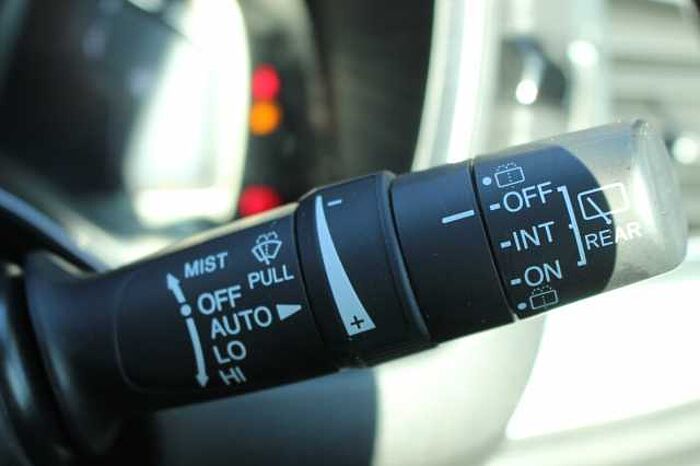 MIST
OFF
AUTO
LO
HI
PULL
-
+
OFF
INT
ON
REAR